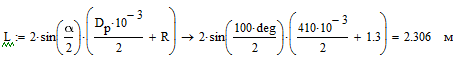 L := 2·sin(α/2)·(D_p·10^-3/2 + R) → 2·sin(100·deg/2)·(410·10^-3/2 + 1.3) = 2.306 м